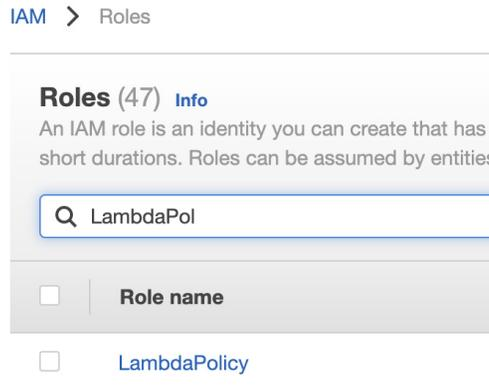 IAM > Roles
Roles (47) Info
An IAM role is an identity you can create that has
short durations. Roles can be assumed by entities
LambdaPol
Role name
LambdaPolicy